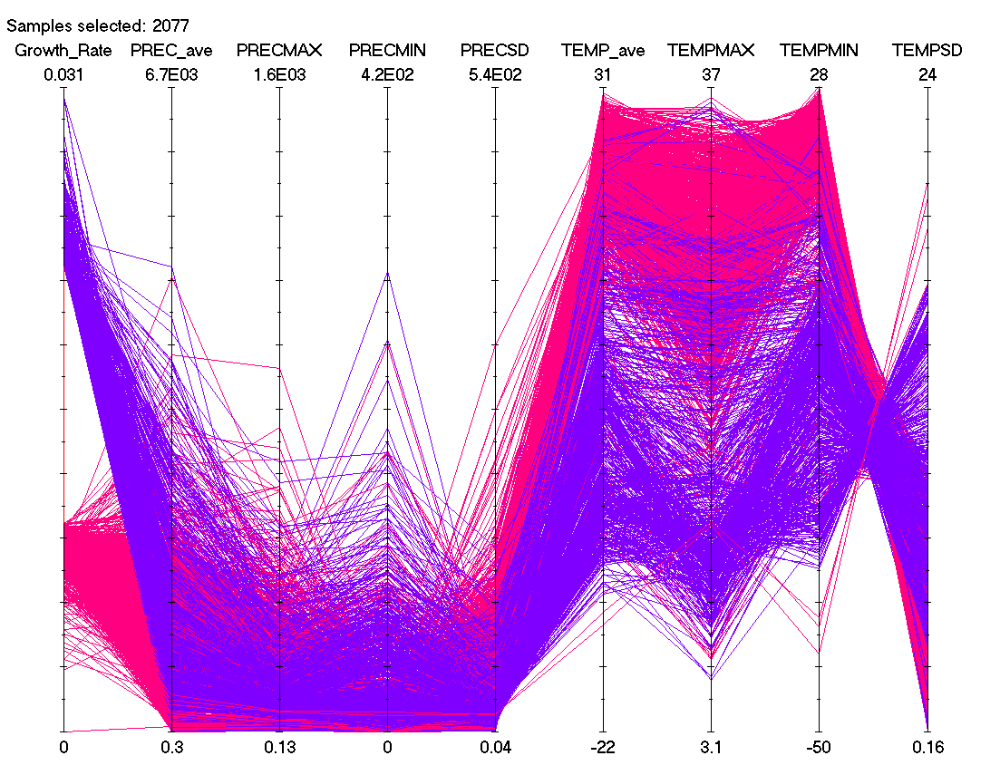 Samples selected: 2077
Growth_Rate PREC_ave PRECMAX PRECMIN PRECSD TEMP_ave TEMPMAX TEMPMIN TEMPSD
0.031 6.7E03 1.6E03 4.2E02 5.4E02 31 37 28 24
0 0.3 0.13 0 0.04 -22 3.1 -50 0.16